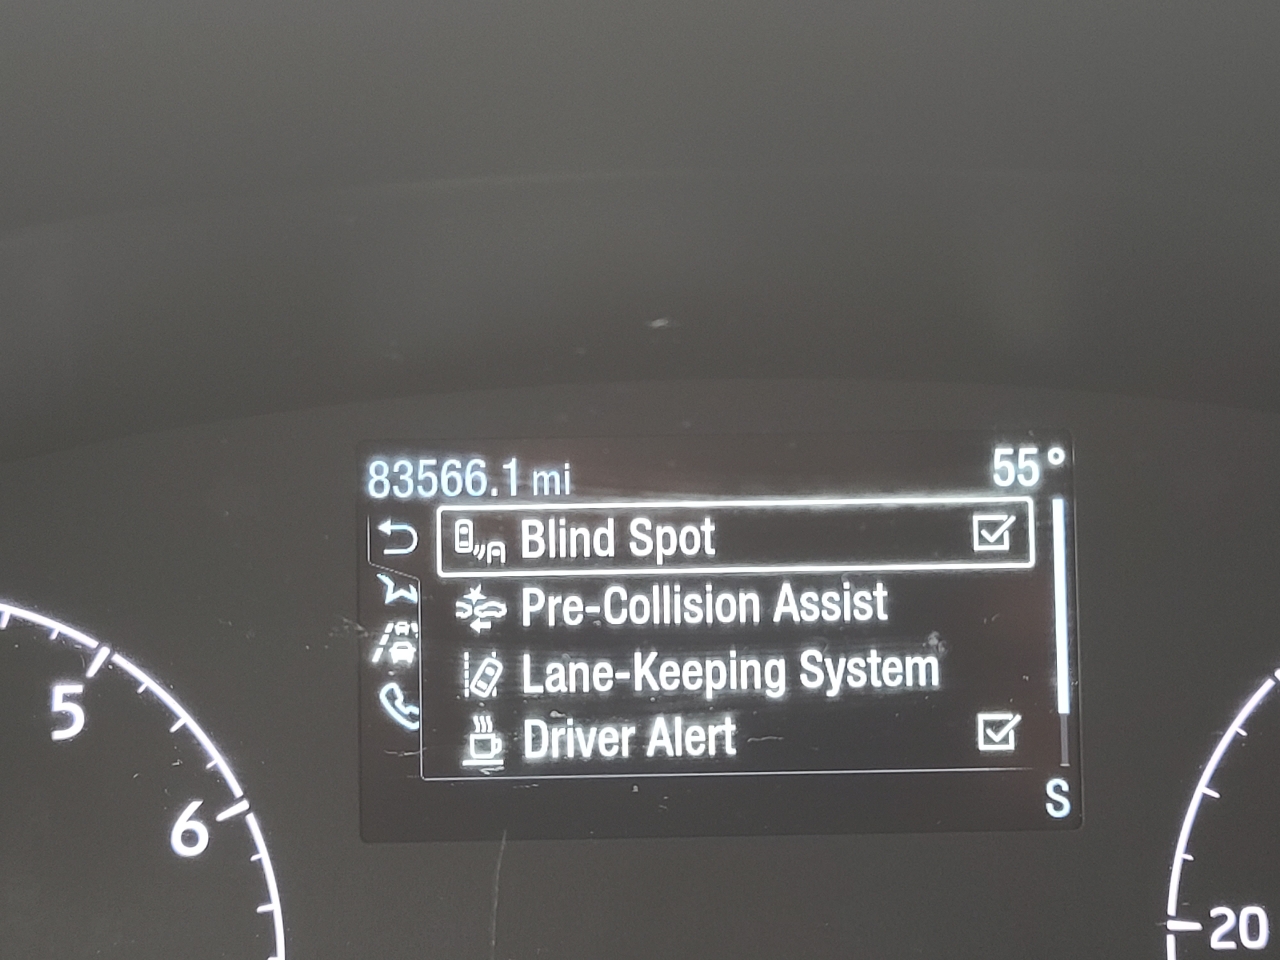 83566.1 mi 55°
Blind Spot
Pre-Collision Assist
Lane-Keeping System
Driver Alert
S
5
6
20